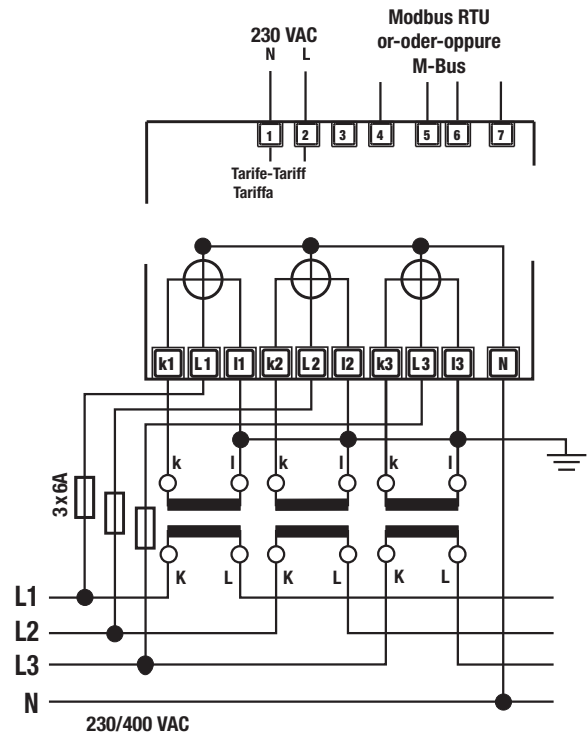 Modbus RTU
or-oder-oppure
M-Bus
230 VAC
N L
1 2 3 4 5 6 7
Tarife-Tariff
Tariffa
k1 L1 l1 k2 L2 l2 k3 L3 l3 N
k l k l k l
3x6A
K L K L K L
L1
L2
L3
N
230/400 VAC